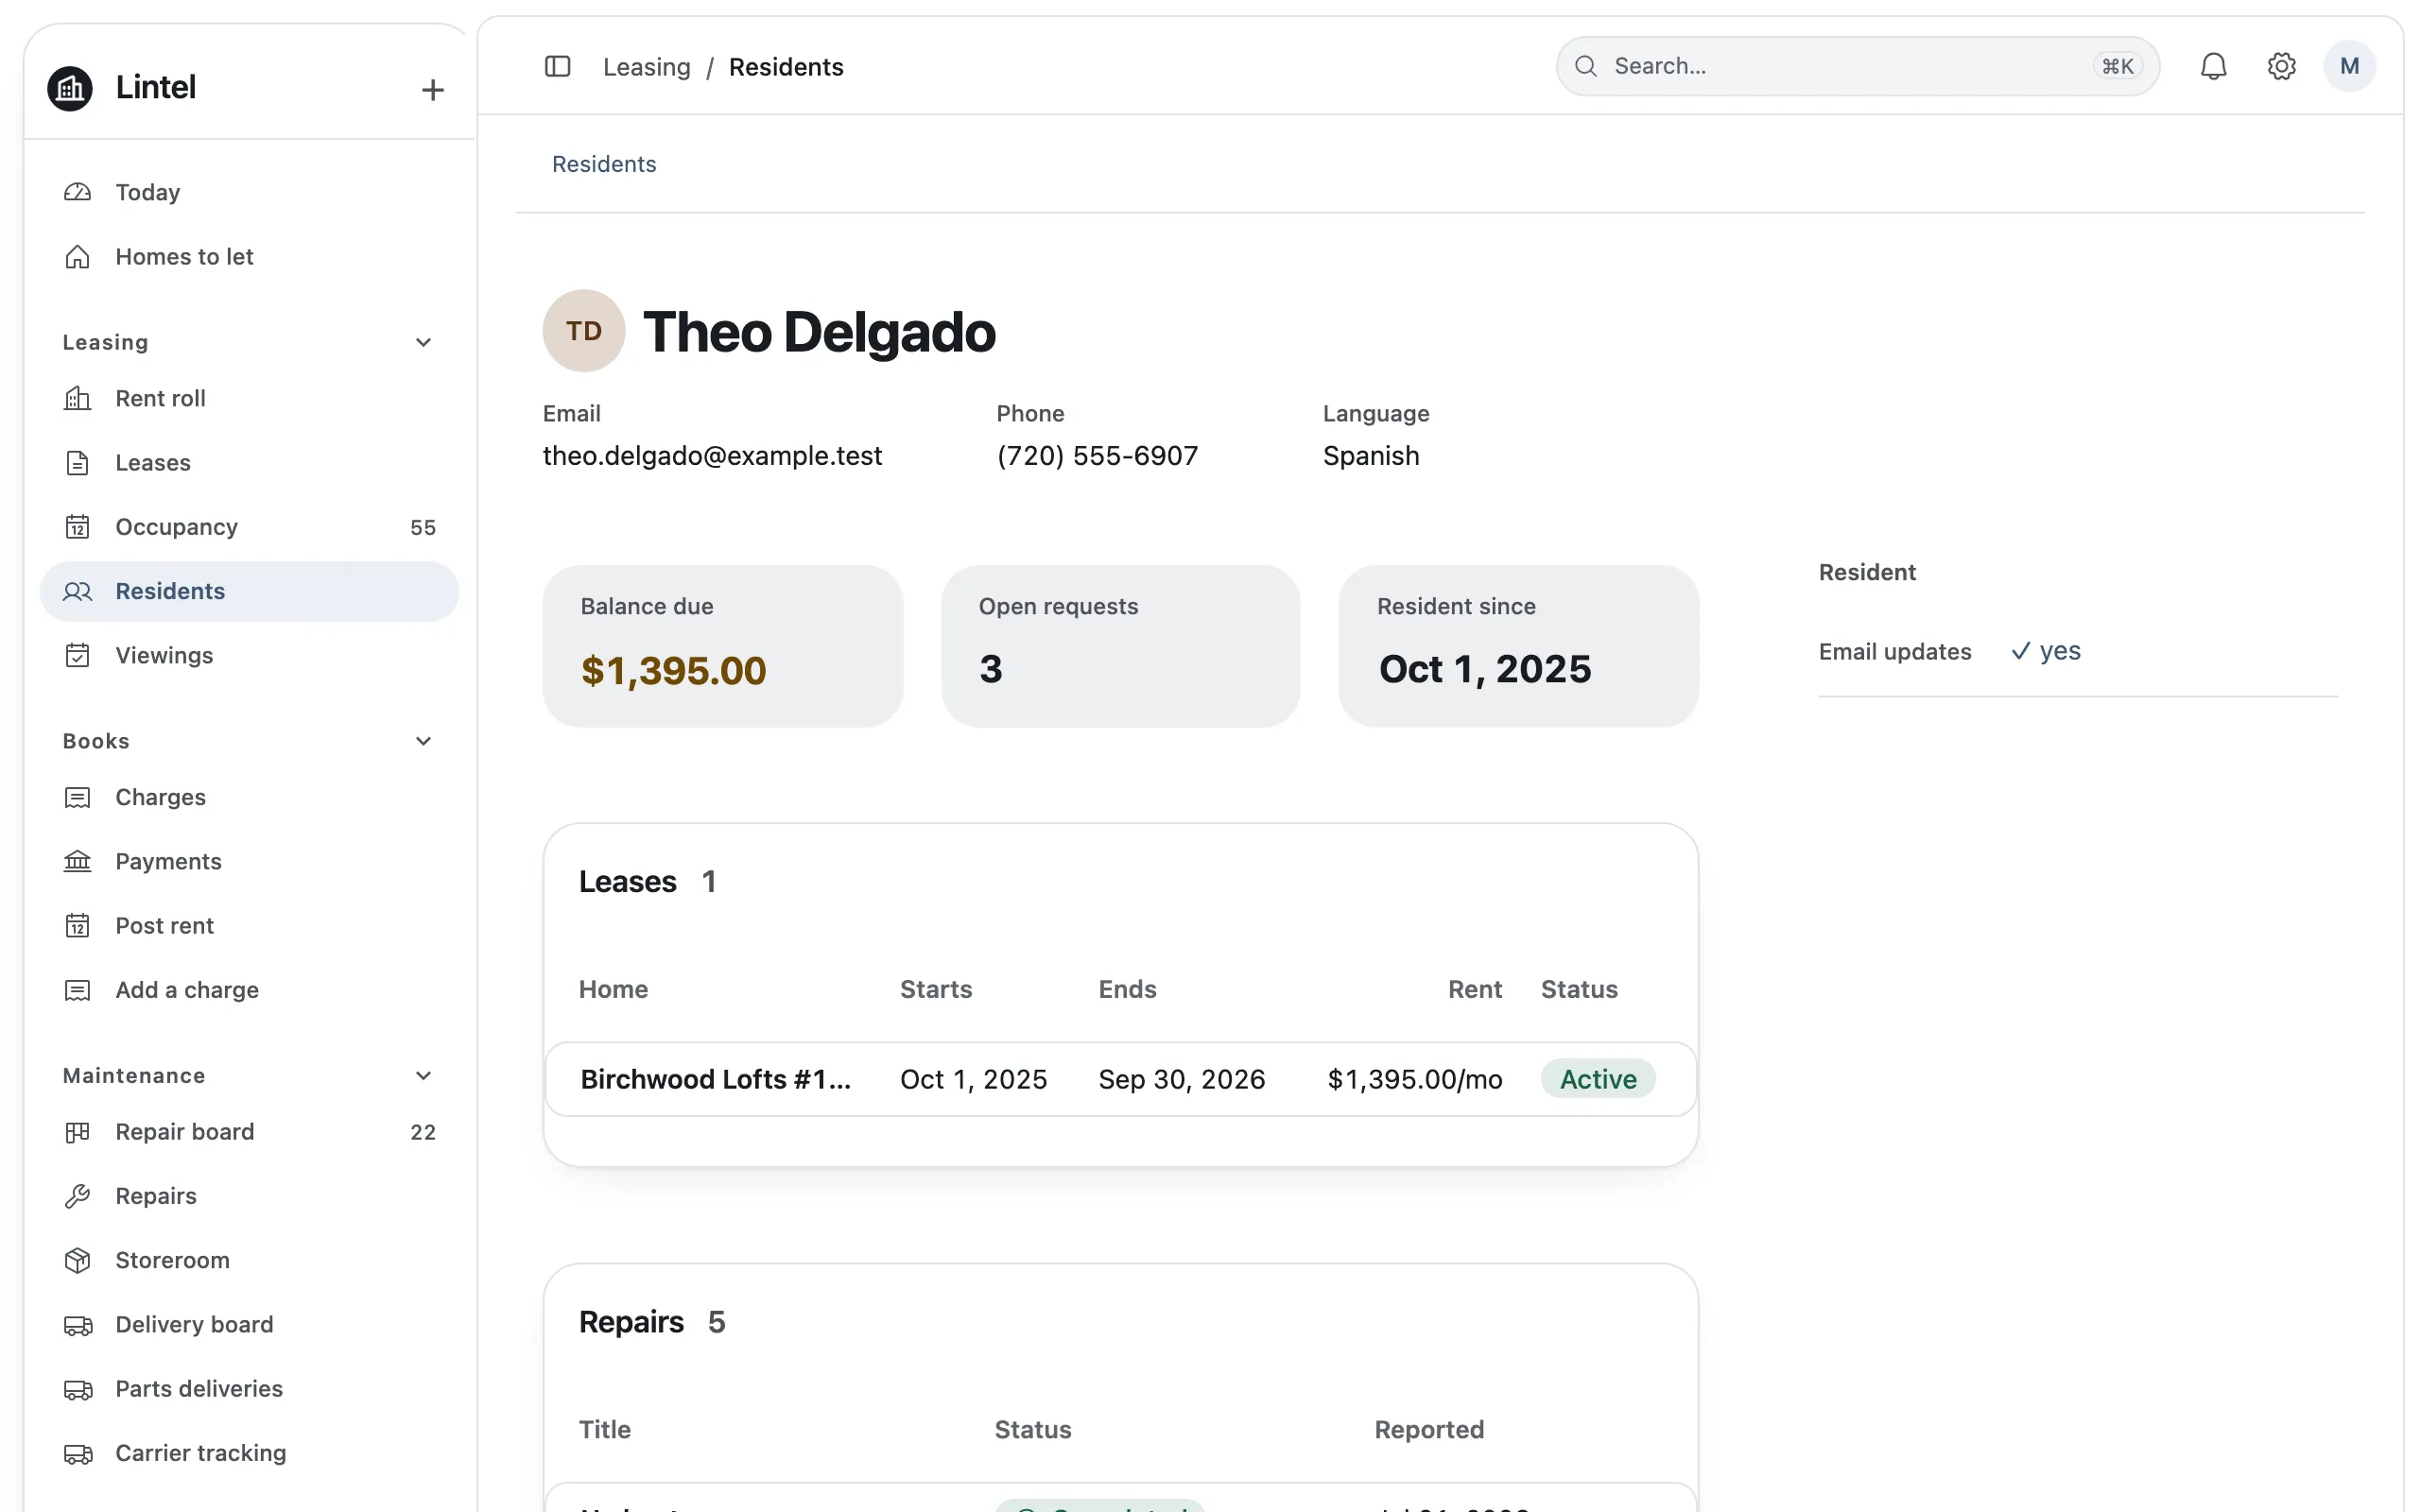 Lintel
Today
Homes to let
Leasing
Rent roll
Leases
Occupancy 55
Residents
Viewings
Books
Charges
Payments
Post rent
Add a charge
Maintenance
Repair board 22
Repairs
Storeroom
Delivery board
Parts deliveries
Carrier tracking
Leasing / Residents
Search... ⌘K
M
Residents
TD Theo Delgado
Email Phone Language
theo.delgado@example.test (720) 555-6907 Spanish
Balance due
$1,395.00
Open requests
3
Resident since
Oct 1, 2025
Resident
Email updates ✓ yes
Leases 1
Home Starts Ends Rent Status
Birchwood Lofts #1... Oct 1, 2025 Sep 30, 2026 $1,395.00/mo Active
Repairs 5
Title Status Reported